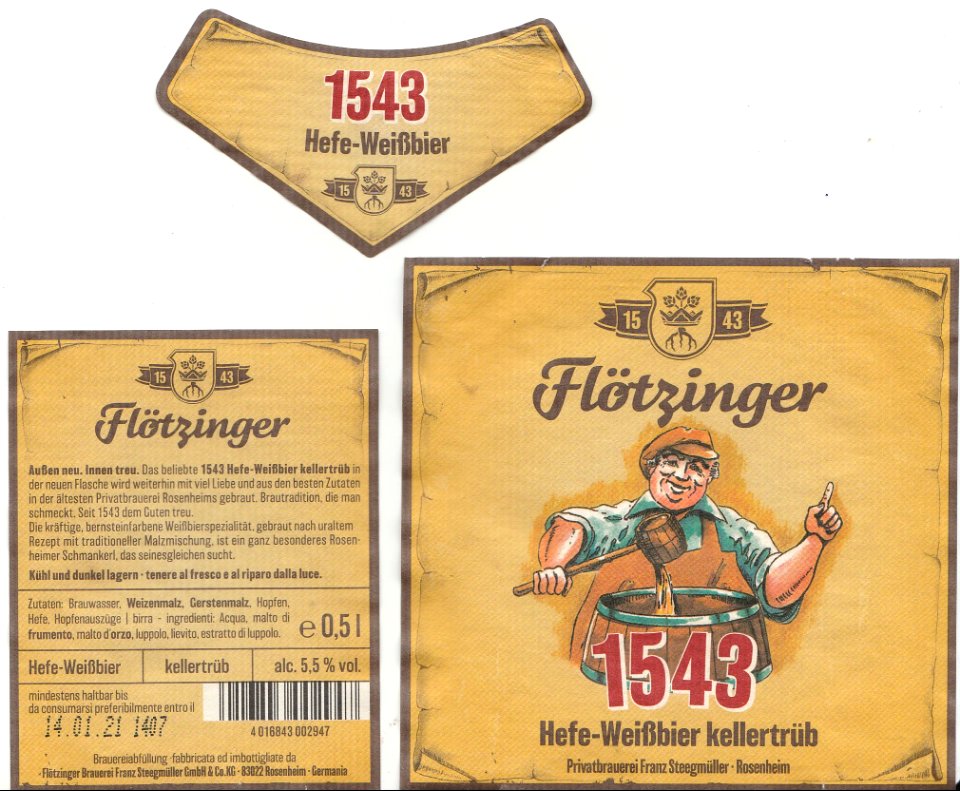 1543
Hefe-Weißbier
15 43
15 43
Flötzinger
Außen neu. Innen treu. Das beliebte 1543 Hefe-Weißbier kellertrüb in
der neuen Flasche wird weiterhin mit viel Liebe und aus den besten Zutaten
in der ältesten Privatbrauerei Rosenheims gebraut. Brautradition, die man
schmeckt. Seit 1543 dem Guten treu.
Die kräftige, bernsteinfarbene Weißbierspezialität, gebraut nach uraltem
Rezept mit traditioneller Malzmischung, ist ein ganz besonderes Rosen-
heimer Schmankerl, das seinesgleichen sucht.
Kühl und dunkel lagern · tenere al fresco e al riparo dalla luce.
Zutaten: Brauwasser, Weizenmalz, Gerstenmalz, Hopfen,
Hefe, Hopfenauszüge | birra - ingredienti: Acqua, malto di
frumento, malto d'orzo, luppolo, lievito, estratto di luppolo.
e 0,5 l
Hefe-Weißbier kellertrüb alc. 5,5 % vol.
mindestens haltbar bis
da consumarsi preferibilmente entro il
14.01.21 1407
4 016843 002947
Brauereiabfüllung · fabbricata ed imbottigliata da
· Flötzinger Brauerei Franz Steegmüller GmbH & Co.KG · 83022 Rosenheim · Germania
15 43
Flötzinger
1543
Hefe-Weißbier kellertrüb
Privatbrauerei Franz Steegmüller · Rosenheim